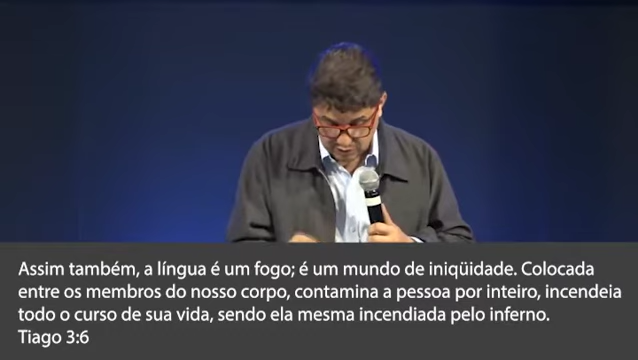 Assim também, a língua é um fogo; é um mundo de iniqüidade. Colocada
entre os membros do nosso corpo, contamina a pessoa por inteiro, incendeia
todo o curso de sua vida, sendo ela mesma incendiada pelo inferno.
Tiago 3:6